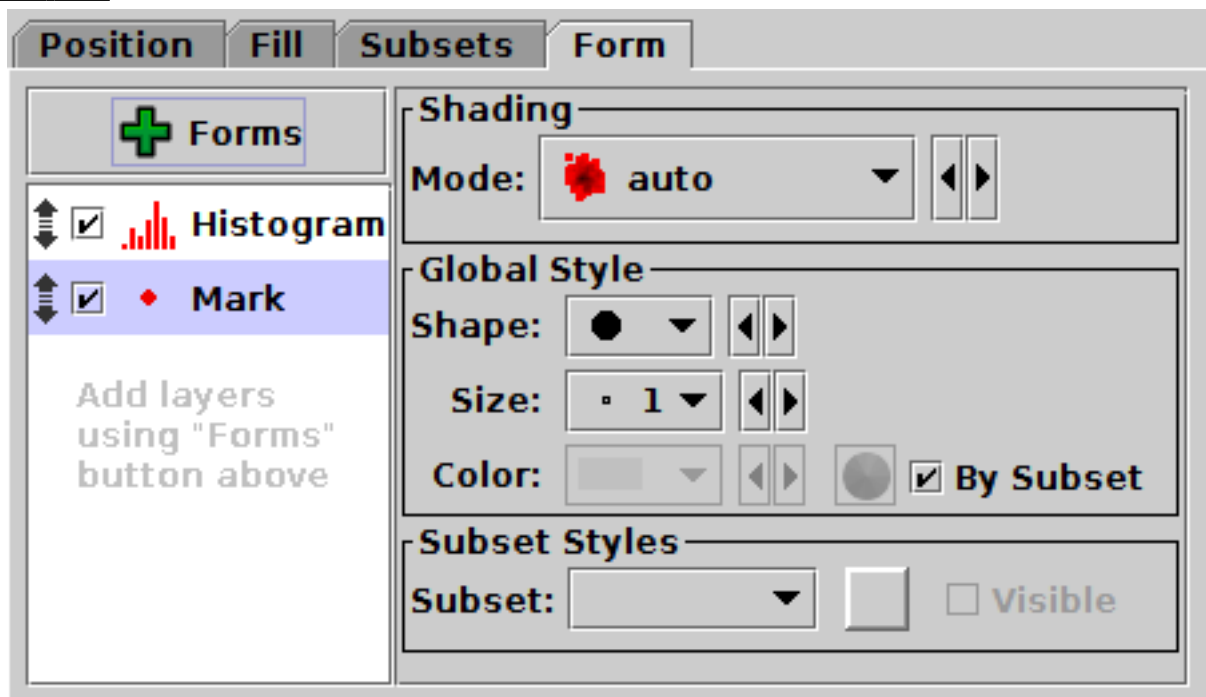 Position Fill Subsets Form
Forms
Histogram
Mark
Add layers
using "Forms"
button above
Shading
Mode: auto
Global Style
Shape:
Size: 1
Color: By Subset
Subset Styles
Subset: Visible